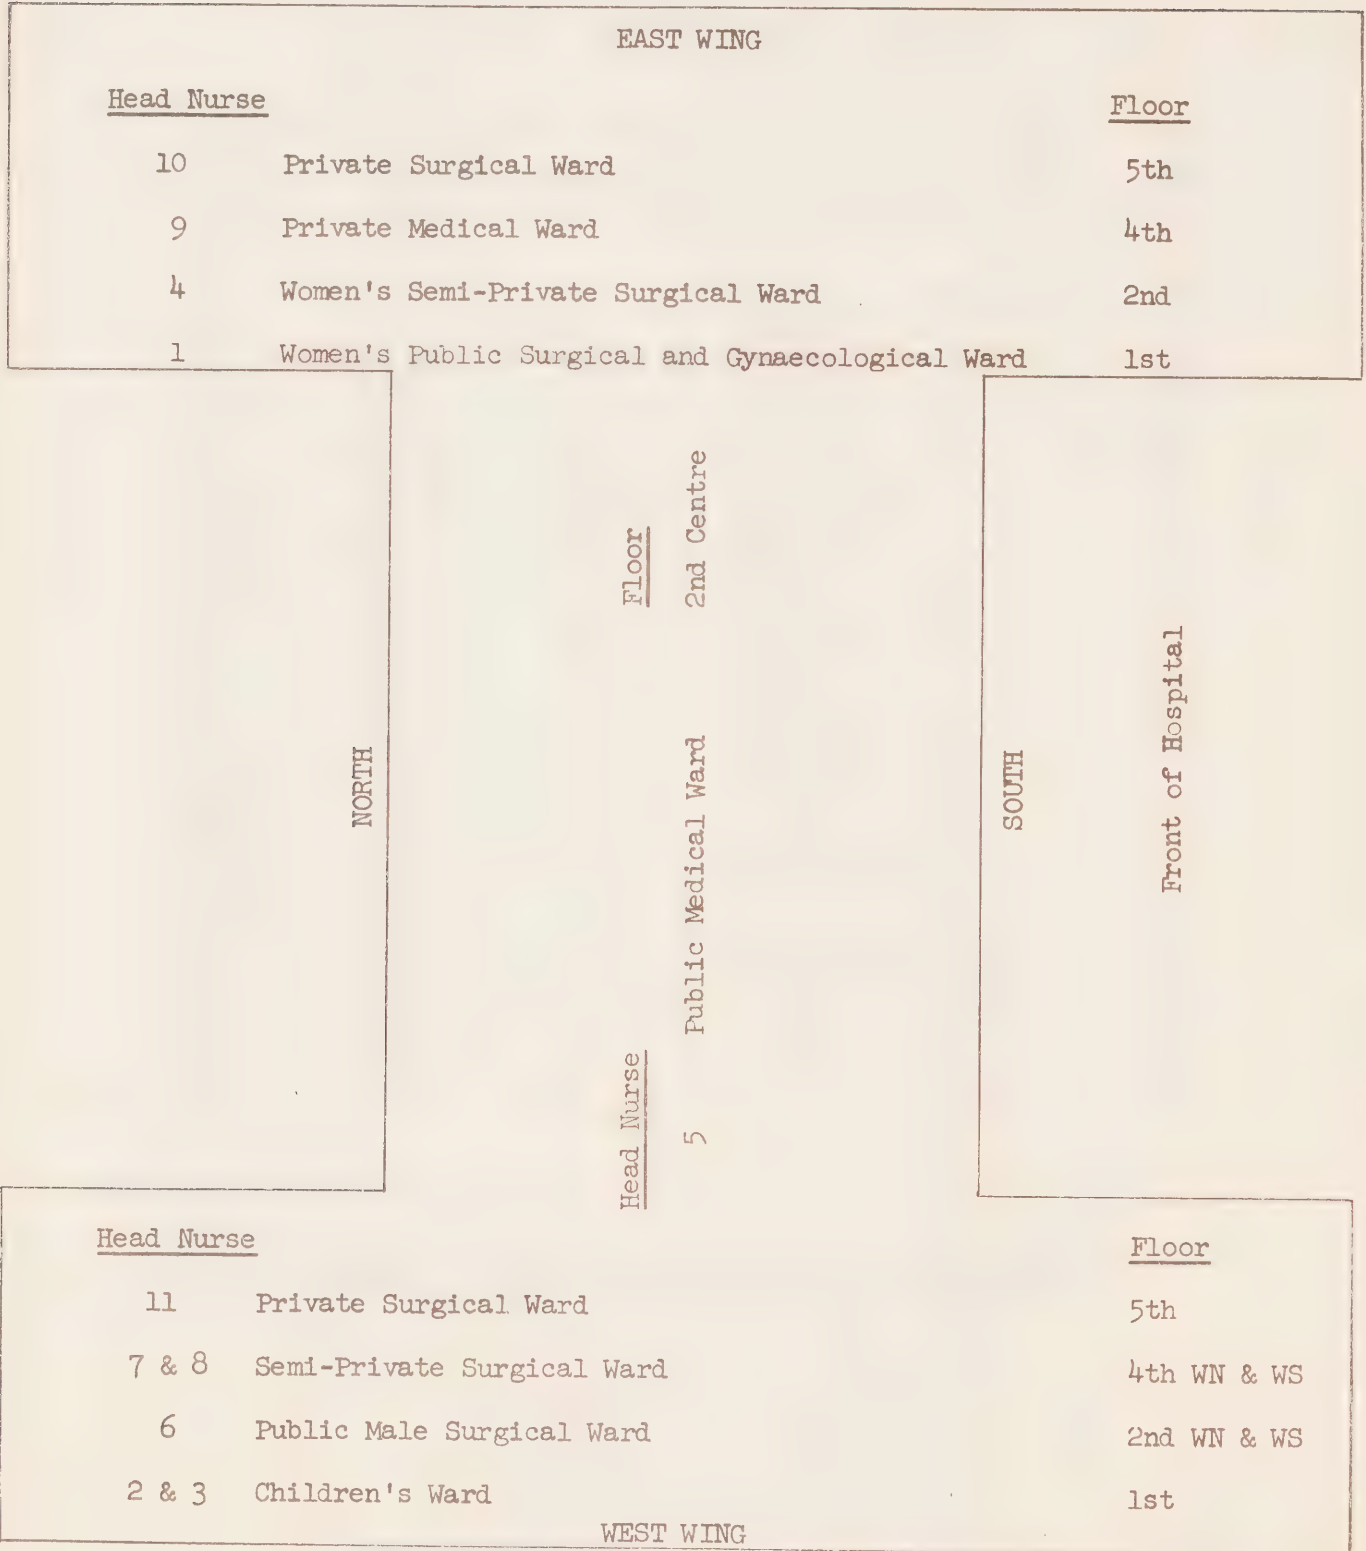 EAST WING
Head Nurse Floor
10 Private Surgical Ward 5th
9 Private Medical Ward 4th
4 Women's Semi-Private Surgical Ward 2nd
1 Women's Public Surgical and Gynaecological Ward 1st
NORTH
Head Nurse Floor
5 Public Medical Ward 2nd Centre
SOUTH
Front of Hospital
Head Nurse Floor
11 Private Surgical Ward 5th
7 & 8 Semi-Private Surgical Ward 4th WN & WS
6 Public Male Surgical Ward 2nd WN & WS
2 & 3 Children's Ward 1st
WEST WING